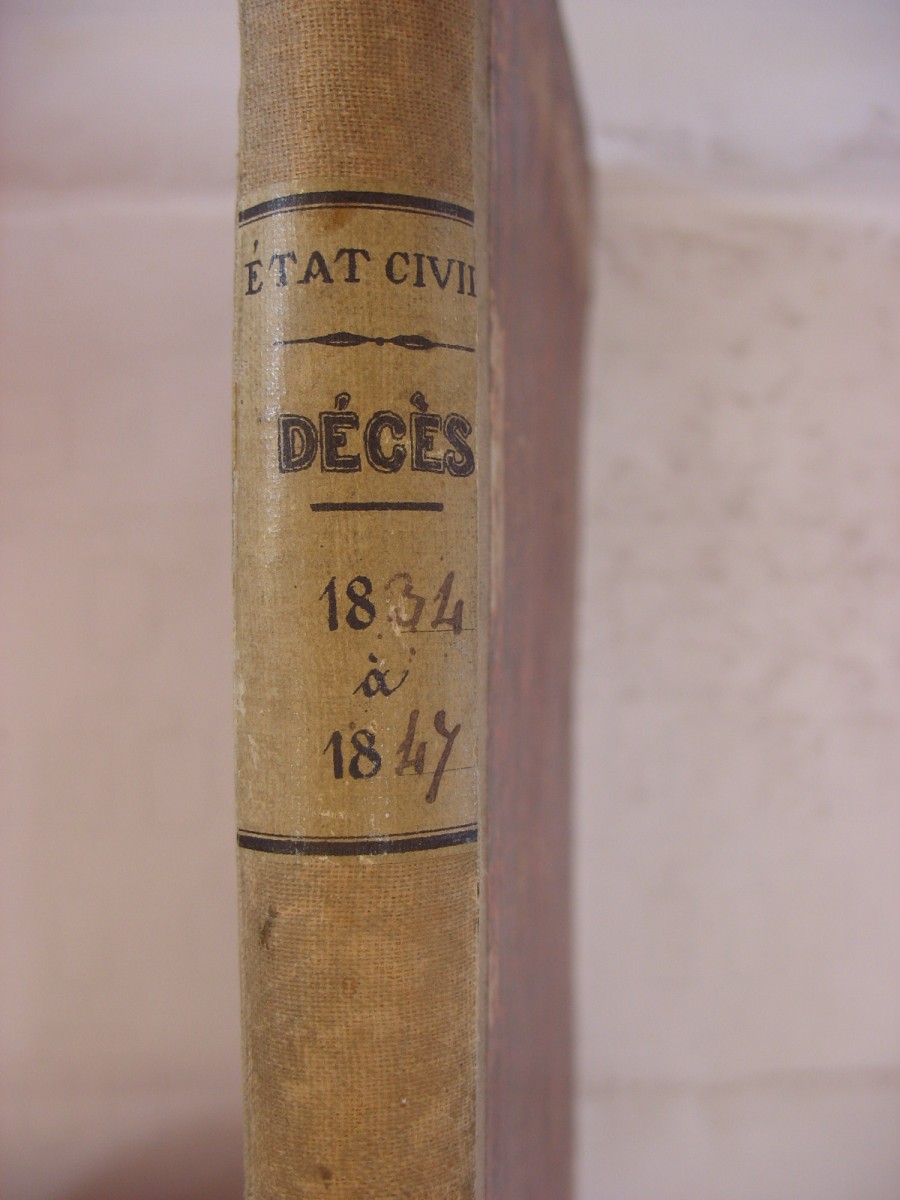 ÉTAT CIVIL
DÉCÈS
1834
à
1847